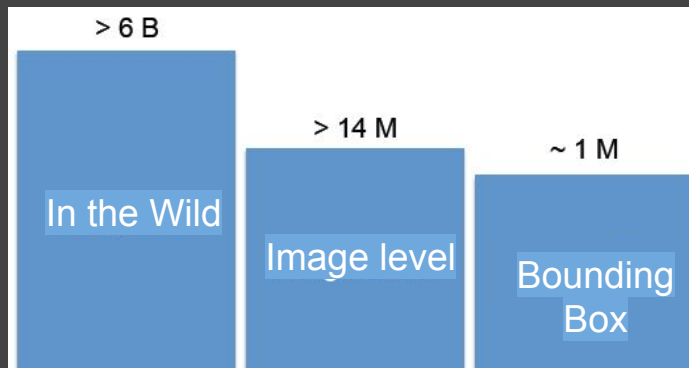 > 6 B
> 14 M
~ 1 M
In the Wild
Image level
Bounding
Box